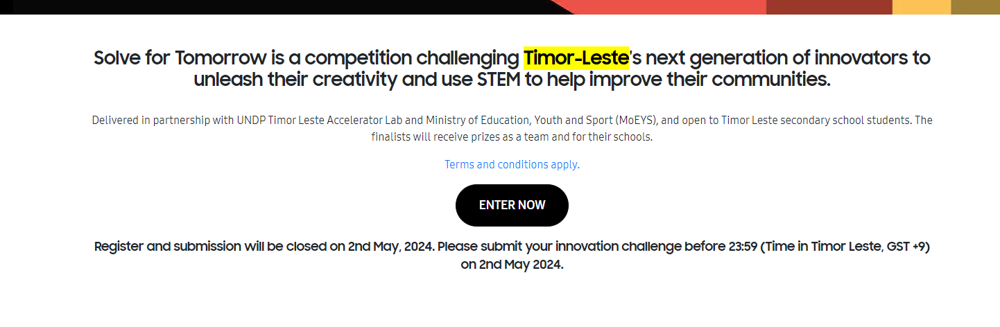 Solve for Tomorrow is a competition challenging Timor-Leste's next generation of innovators to
unleash their creativity and use STEM to help improve their communities.
Delivered in partnership with UNDP Timor Leste Accelerator Lab and Ministry of Education, Youth and Sport (MoEYS), and open to Timor Leste secondary school students. The
finalists will receive prizes as a team and for their schools.
Terms and conditions apply.
ENTER NOW
Register and submission will be closed on 2nd May, 2024. Please submit your innovation challenge before 23:59 (Time in Timor Leste, GST +9)
on 2nd May 2024.